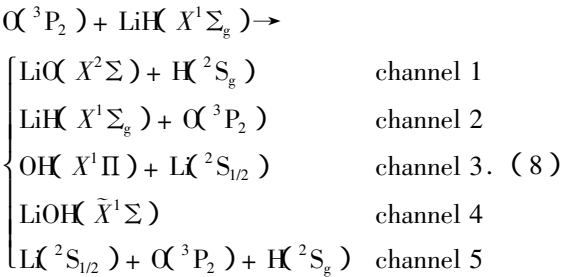 O(³P₂) + LiH(X¹Σg)→
LiO(X²Σ) + H(²Sg) channel 1
LiH(X¹Σg) + O(³P₂) channel 2
OH(X¹Π) + Li(²S₁/₂) channel 3. (8)
LiOH(X̃¹Σ) channel 4
Li(²S₁/₂) + O(³P₂) + H(²Sg) channel 5